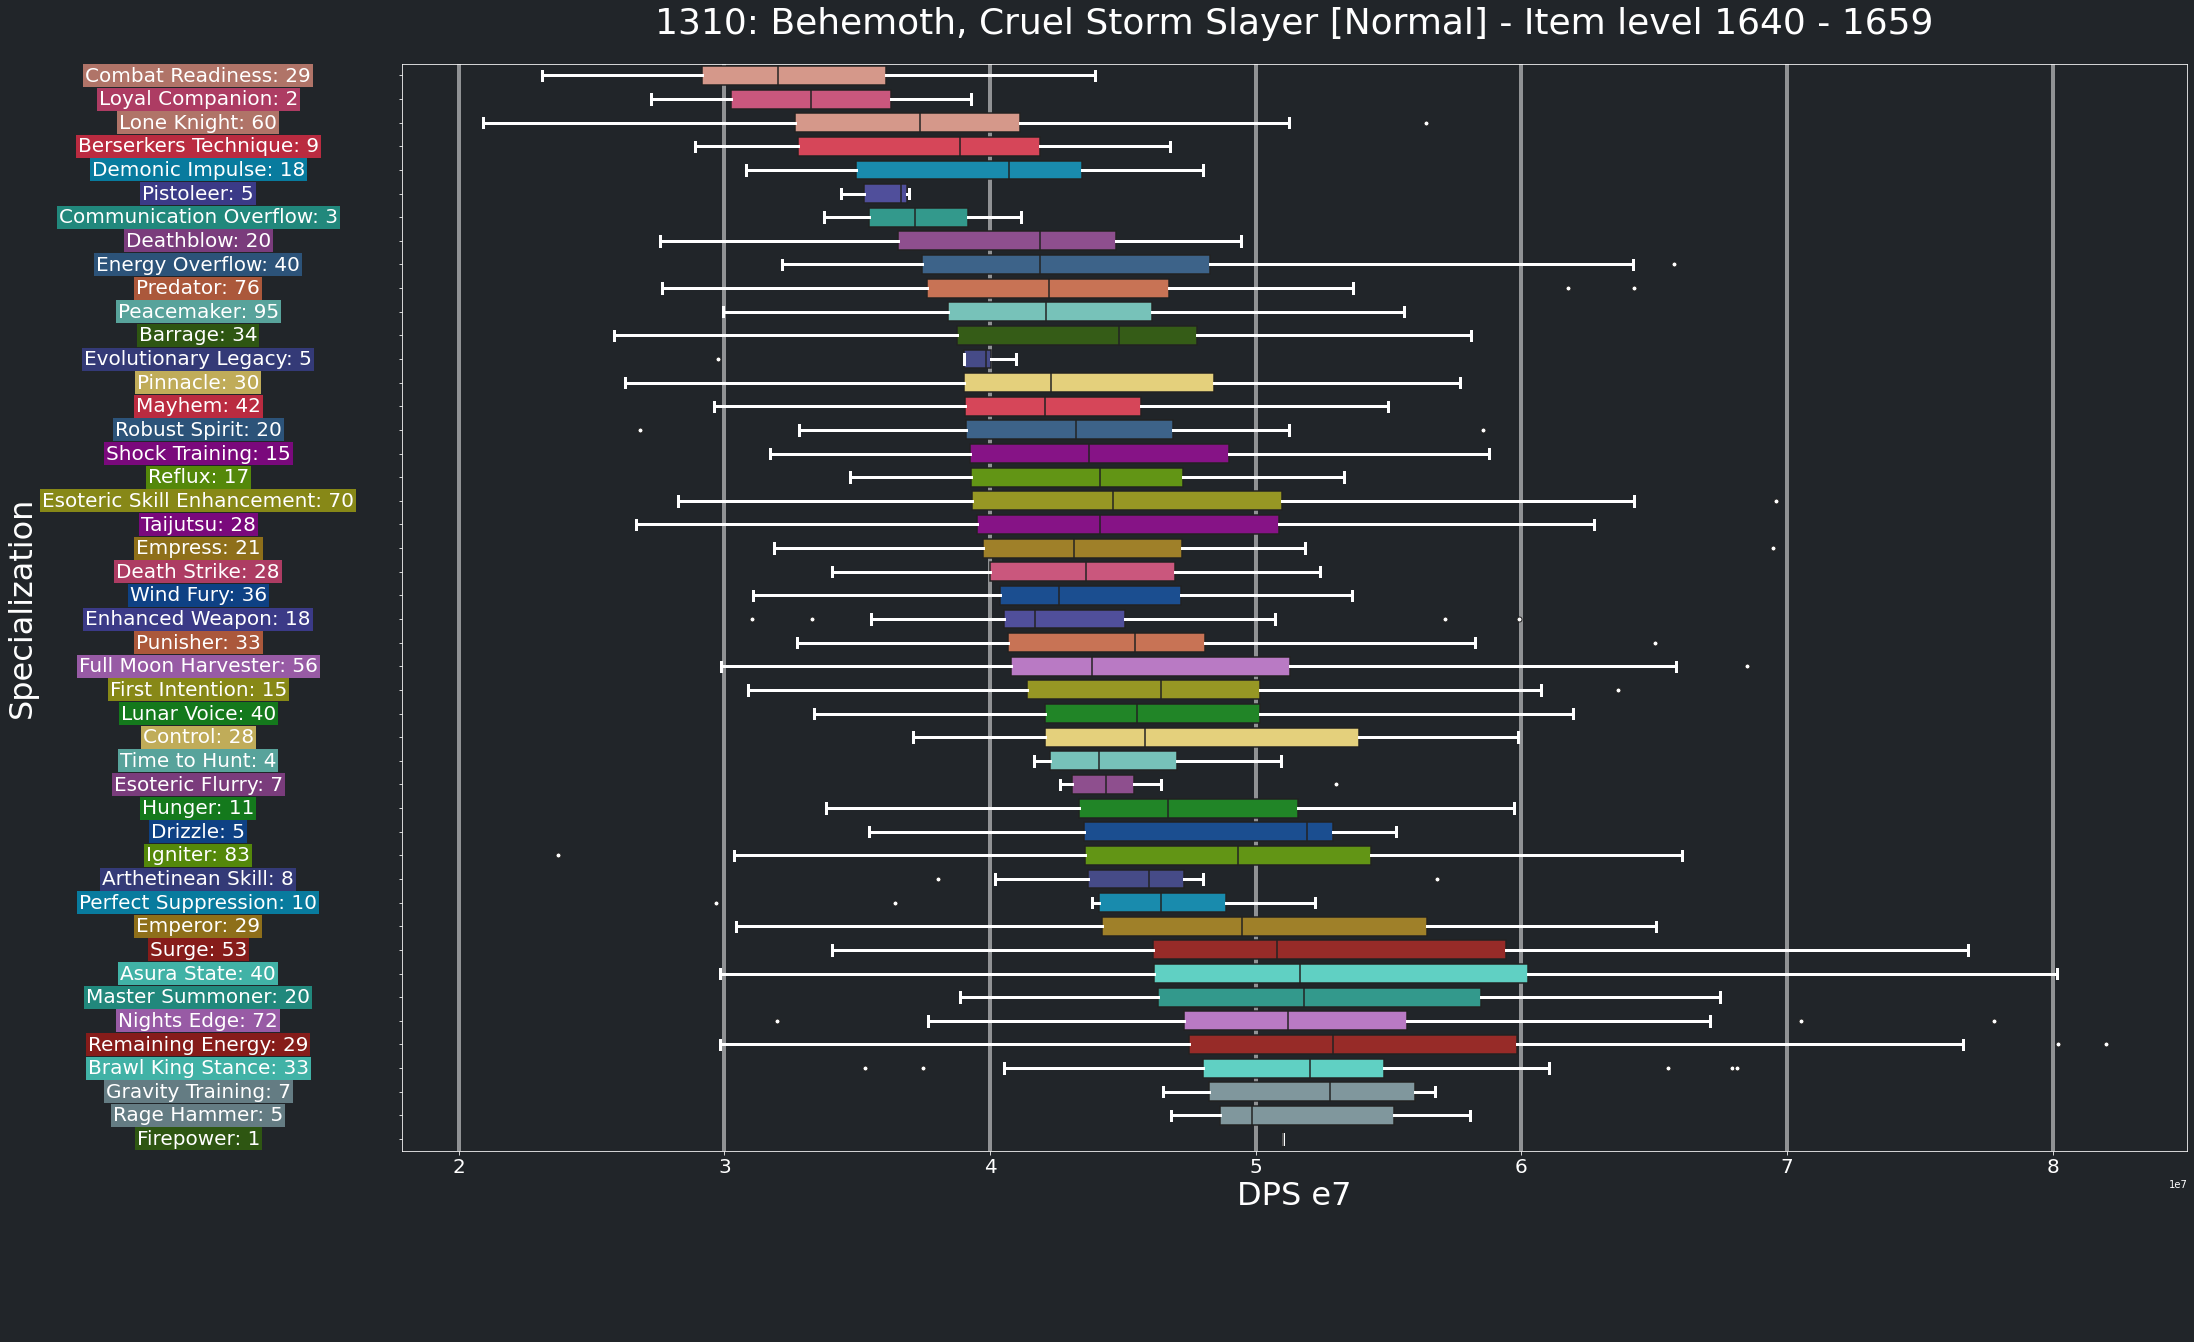 1310: Behemoth, Cruel Storm Slayer [Normal] - Item level 1640 - 1659
Specialization
Combat Readiness: 29
Loyal Companion: 2
Lone Knight: 60
Berserkers Technique: 9
Demonic Impulse: 18
Pistoleer: 5
Communication Overflow: 3
Deathblow: 20
Energy Overflow: 40
Predator: 76
Peacemaker: 95
Barrage: 34
Evolutionary Legacy: 5
Pinnacle: 30
Mayhem: 42
Robust Spirit: 20
Shock Training: 15
Reflux: 17
Esoteric Skill Enhancement: 70
Taijutsu: 28
Empress: 21
Death Strike: 28
Wind Fury: 36
Enhanced Weapon: 18
Punisher: 33
Full Moon Harvester: 56
First Intention: 15
Lunar Voice: 40
Control: 28
Time to Hunt: 4
Esoteric Flurry: 7
Hunger: 11
Drizzle: 5
Igniter: 83
Arthetinean Skill: 8
Perfect Suppression: 10
Emperor: 29
Surge: 53
Asura State: 40
Master Summoner: 20
Nights Edge: 72
Remaining Energy: 29
Brawl King Stance: 33
Gravity Training: 7
Rage Hammer: 5
Firepower: 1
2 3 4 5 6 7 8
1e7
DPS e7